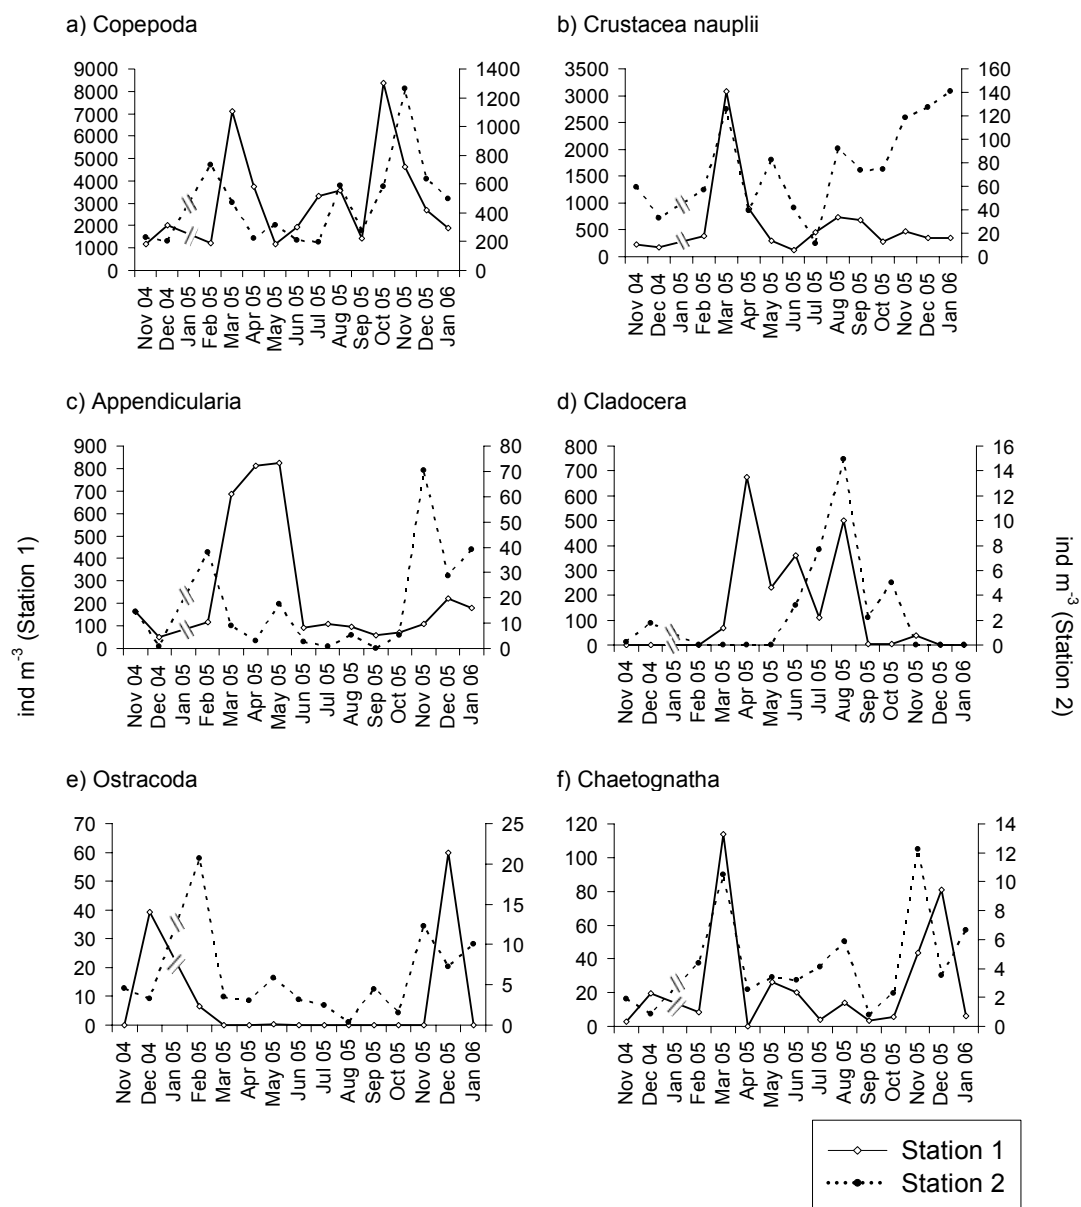 a) Copepoda
9000
8000
7000
6000
5000
4000
3000
2000
1000
0
1400
1200
1000
800
600
400
200
0
Nov 04
Dec 04
Jan 05
Feb 05
Mar 05
Apr 05
May 05
Jun 05
Jul 05
Aug 05
Sep 05
Oct 05
Nov 05
Dec 05
Jan 06
b) Crustacea nauplii
3500
3000
2500
2000
1500
1000
500
0
160
140
120
100
80
60
40
20
0
Nov 04
Dec 04
Jan 05
Feb 05
Mar 05
Apr 05
May 05
Jun 05
Jul 05
Aug 05
Sep 05
Oct 05
Nov 05
Dec 05
Jan 06
ind m⁻³ (Station 1)
c) Appendicularia
900
800
700
600
500
400
300
200
100
0
80
70
60
50
40
30
20
10
0
Nov 04
Dec 04
Jan 05
Feb 05
Mar 05
Apr 05
May 05
Jun 05
Jul 05
Aug 05
Sep 05
Oct 05
Nov 05
Dec 05
Jan 06
d) Cladocera
800
700
600
500
400
300
200
100
0
16
14
12
10
8
6
4
2
0
Nov 04
Dec 04
Jan 05
Feb 05
Mar 05
Apr 05
May 05
Jun 05
Jul 05
Aug 05
Sep 05
Oct 05
Nov 05
Dec 05
Jan 06
ind m⁻³ (Station 2)
e) Ostracoda
70
60
50
40
30
20
10
0
25
20
15
10
5
0
Nov 04
Dec 04
Jan 05
Feb 05
Mar 05
Apr 05
May 05
Jun 05
Jul 05
Aug 05
Sep 05
Oct 05
Nov 05
Dec 05
Jan 06
f) Chaetognatha
120
100
80
60
40
20
0
14
12
10
8
6
4
2
0
Nov 04
Dec 04
Jan 05
Feb 05
Mar 05
Apr 05
May 05
Jun 05
Jul 05
Aug 05
Sep 05
Oct 05
Nov 05
Dec 05
Jan 06
Station 1
Station 2